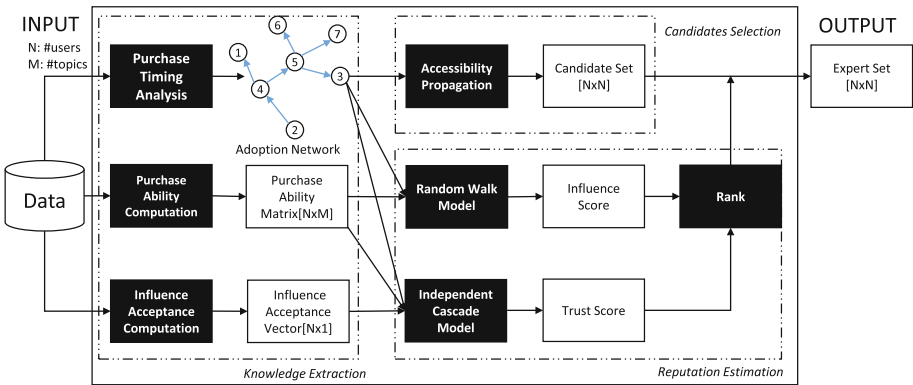 INPUT
N: #users
M: #topics
Data
Purchase
Timing
Analysis
1
2
3
4
5
6
7
Adoption Network
Purchase
Ability
Computation
Purchase
Ability
Matrix[NxM]
Influence
Acceptance
Computation
Influence
Acceptance
Vector[Nx1]
Knowledge Extraction
Candidates Selection
Accessibility
Propagation
Candidate Set
[NxN]
Random Walk
Model
Influence
Score
Rank
Independent
Cascade
Model
Trust Score
Reputation Estimation
OUTPUT
Expert Set
[NxN]